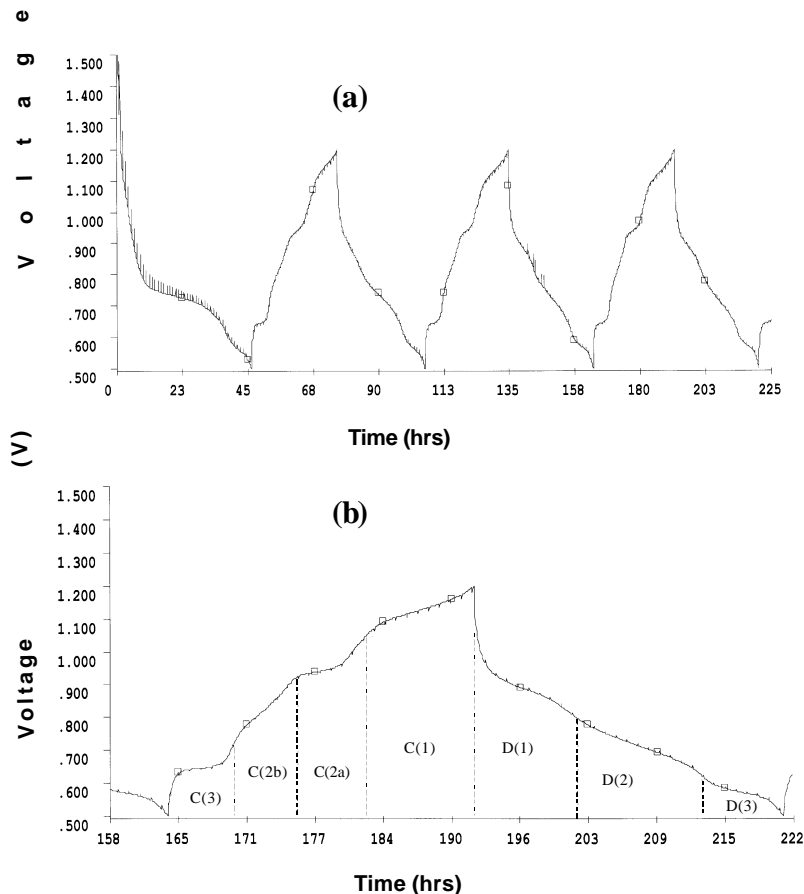 Voltage
(a)
1.500
1.400
1.300
1.200
1.100
1.000
.900
.800
.700
.600
.500
0 23 45 68 90 113 135 158 180 203 225
Time (hrs)
(V)
(b)
1.500
1.400
1.300
1.200
1.100
1.000
.900
.800
.700
.600
.500
Voltage
C(3) C(2b) C(2a) C(1) D(1) D(2) D(3)
158 165 171 177 184 190 196 203 209 215 222
Time (hrs)